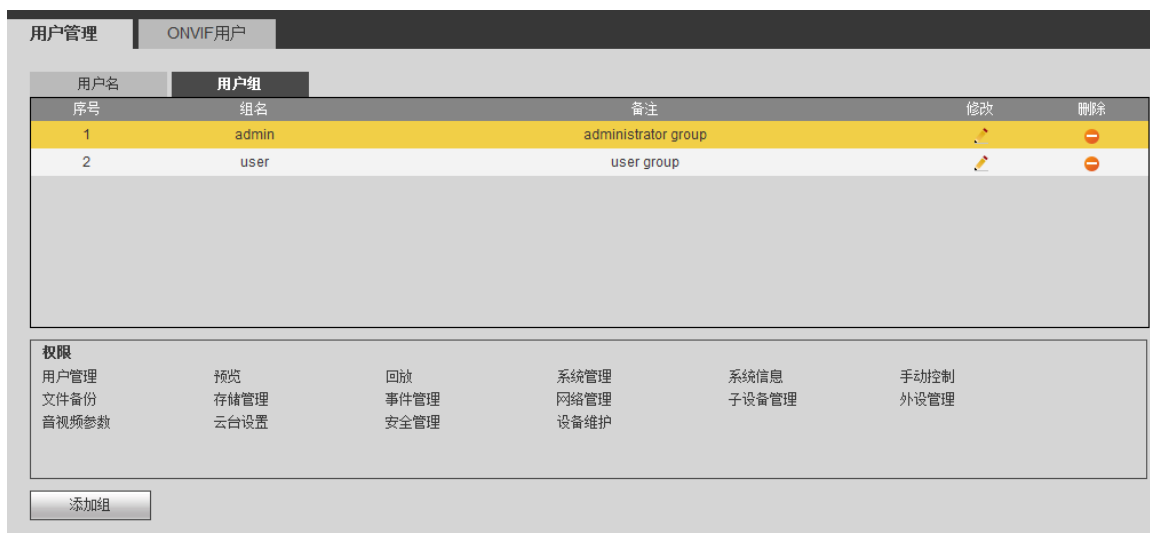 用户管理 ONVIF用户
用户名 用户组
序号 组名 备注 修改 删除
1 admin administrator group
2 user user group
权限
用户管理 预览 回放 系统管理 系统信息 手动控制
文件备份 存储管理 事件管理 网络管理 子设备管理 外设管理
音视频参数 云台设置 安全管理 设备维护
添加组